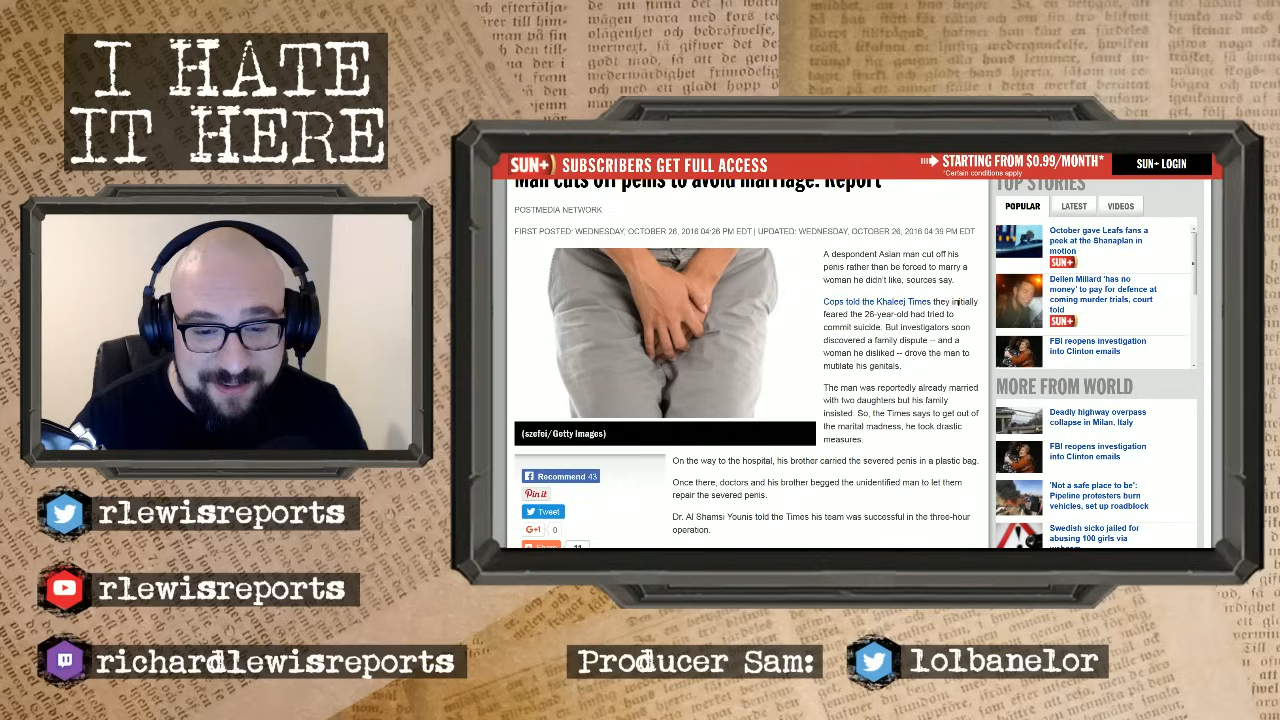 I HATE
IT HERE
SUN+ SUBSCRIBERS GET FULL ACCESS
STARTING FROM $0.99/MONTH*
*Certain conditions apply
SUN+ LOGIN
Man cuts off penis to avoid marriage: Report
POSTMEDIA NETWORK
FIRST POSTED: WEDNESDAY, OCTOBER 26, 2016 04:26 PM EDT | UPDATED: WEDNESDAY, OCTOBER 26, 2016 04:39 PM EDT
A despondent Asian man cut off his
penis rather than be forced to marry a
woman he didn't like, sources say.
Cops told the Khaleej Times they initially
feared the 26-year-old had tried to
commit suicide. But investigators soon
discovered a family dispute -- and a
woman he disliked -- drove the man to
mutilate his genitals.
The man was reportedly already married
with two daughters but his family
insisted. So, the Times says to get out of
the marital madness, he took drastic
measures.
(szefei/Getty Images)
On the way to the hospital, his brother carried the severed penis in a plastic bag.
Once there, doctors and his brother begged the unidentified man to let them
repair the severed penis.
Dr. Al Shamsi Younis told the Times his team was successful in the three-hour
operation.
Recommend 43
Pin it
Tweet
G+1 0
Share 11
TOP STORIES
POPULAR LATEST VIDEOS
October gave Leafs fans a
peek at the Shanaplan in
motion
SUN+
Dellen Millard 'has no
money' to pay for defence at
coming murder trials, court
told
SUN+
FBI reopens investigation
into Clinton emails
MORE FROM WORLD
Deadly highway overpass
collapse in Milan, Italy
FBI reopens investigation
into Clinton emails
'Not a safe place to be':
Pipeline protesters burn
vehicles, set up roadblock
Swedish sicko jailed for
abusing 100 girls via
webcam
rlewisreports
rlewisreports
richardlewisreports
Producer Sam:
lolbanelor